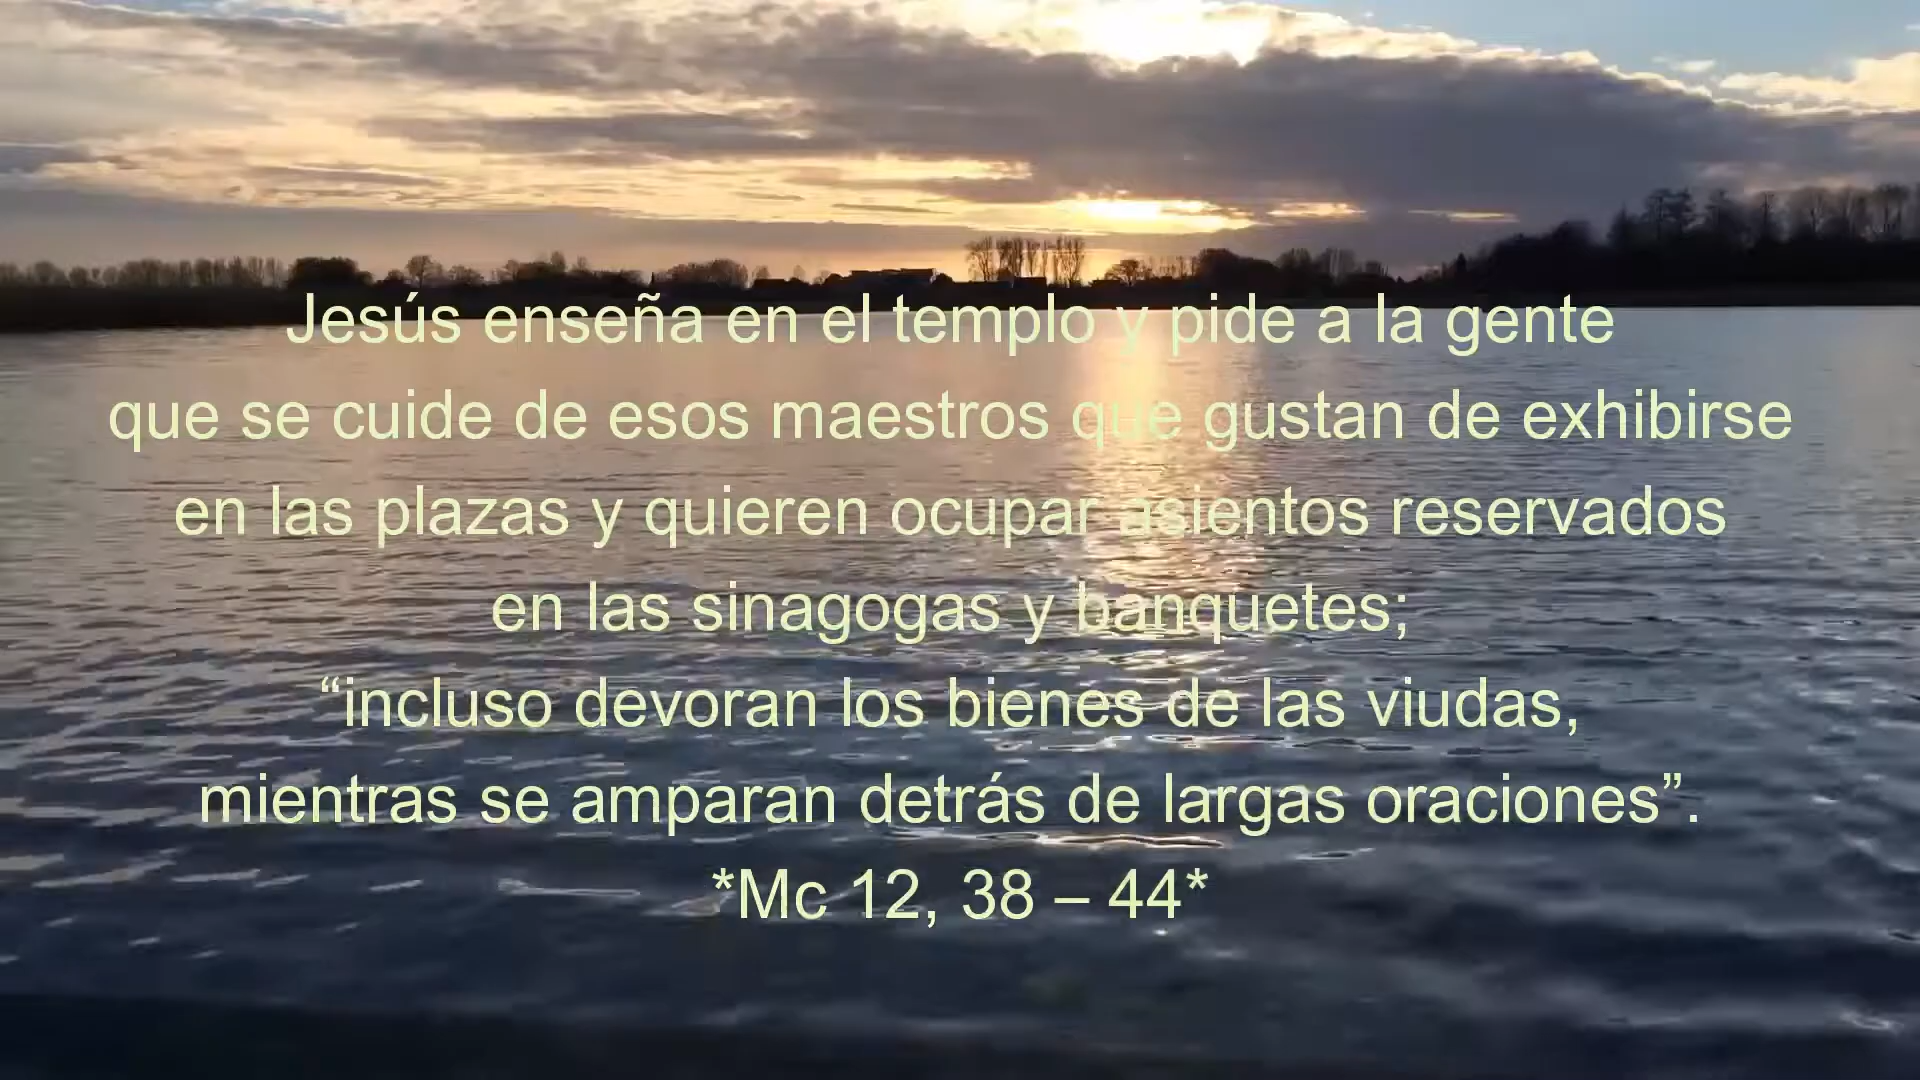 Jesús enseña en el templo y pide a la gente
que se cuide de esos maestros que gustan de exhibirse
en las plazas y quieren ocupar asientos reservados
en las sinagogas y banquetes;
“incluso devoran los bienes de las viudas,
mientras se amparan detrás de largas oraciones”.
*Mc 12, 38 – 44*